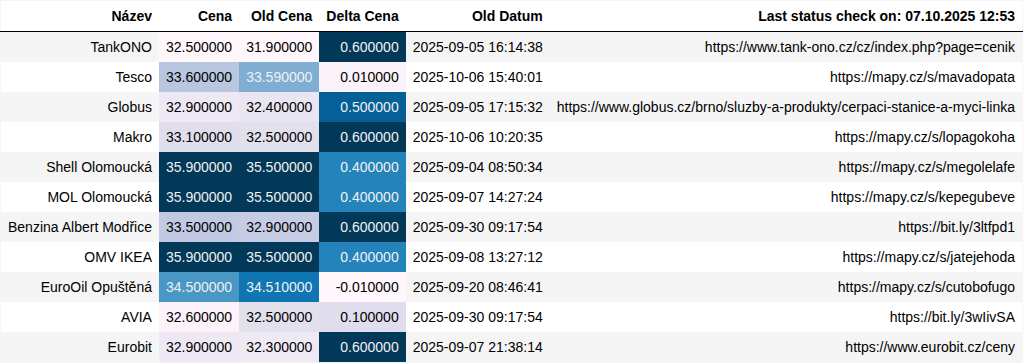 Název Cena Old Cena Delta Cena Old Datum Last status check on: 07.10.2025 12:53
TankONO 32.500000 31.900000 0.600000 2025-09-05 16:14:38 https://www.tank-ono.cz/cz/index.php?page=cenik
Tesco 33.600000 33.590000 0.010000 2025-10-06 15:40:01 https://mapy.cz/s/mavadopata
Globus 32.900000 32.400000 0.500000 2025-09-05 17:15:32 https://www.globus.cz/brno/sluzby-a-produkty/cerpaci-stanice-a-myci-linka
Makro 33.100000 32.500000 0.600000 2025-10-06 10:20:35 https://mapy.cz/s/lopagokoha
Shell Olomoucká 35.900000 35.500000 0.400000 2025-09-04 08:50:34 https://mapy.cz/s/megolelafe
MOL Olomoucká 35.900000 35.500000 0.400000 2025-09-07 14:27:24 https://mapy.cz/s/kepegubeve
Benzina Albert Modřice 33.500000 32.900000 0.600000 2025-09-30 09:17:54 https://bit.ly/3ltfpd1
OMV IKEA 35.900000 35.500000 0.400000 2025-09-08 13:27:12 https://mapy.cz/s/jatejehoda
EuroOil Opuštěná 34.500000 34.510000 -0.010000 2025-09-20 08:46:41 https://mapy.cz/s/cutobofugo
AVIA 32.600000 32.500000 0.100000 2025-09-30 09:17:54 https://bit.ly/3wIivSA
Eurobit 32.900000 32.300000 0.600000 2025-09-07 21:38:14 https://www.eurobit.cz/ceny